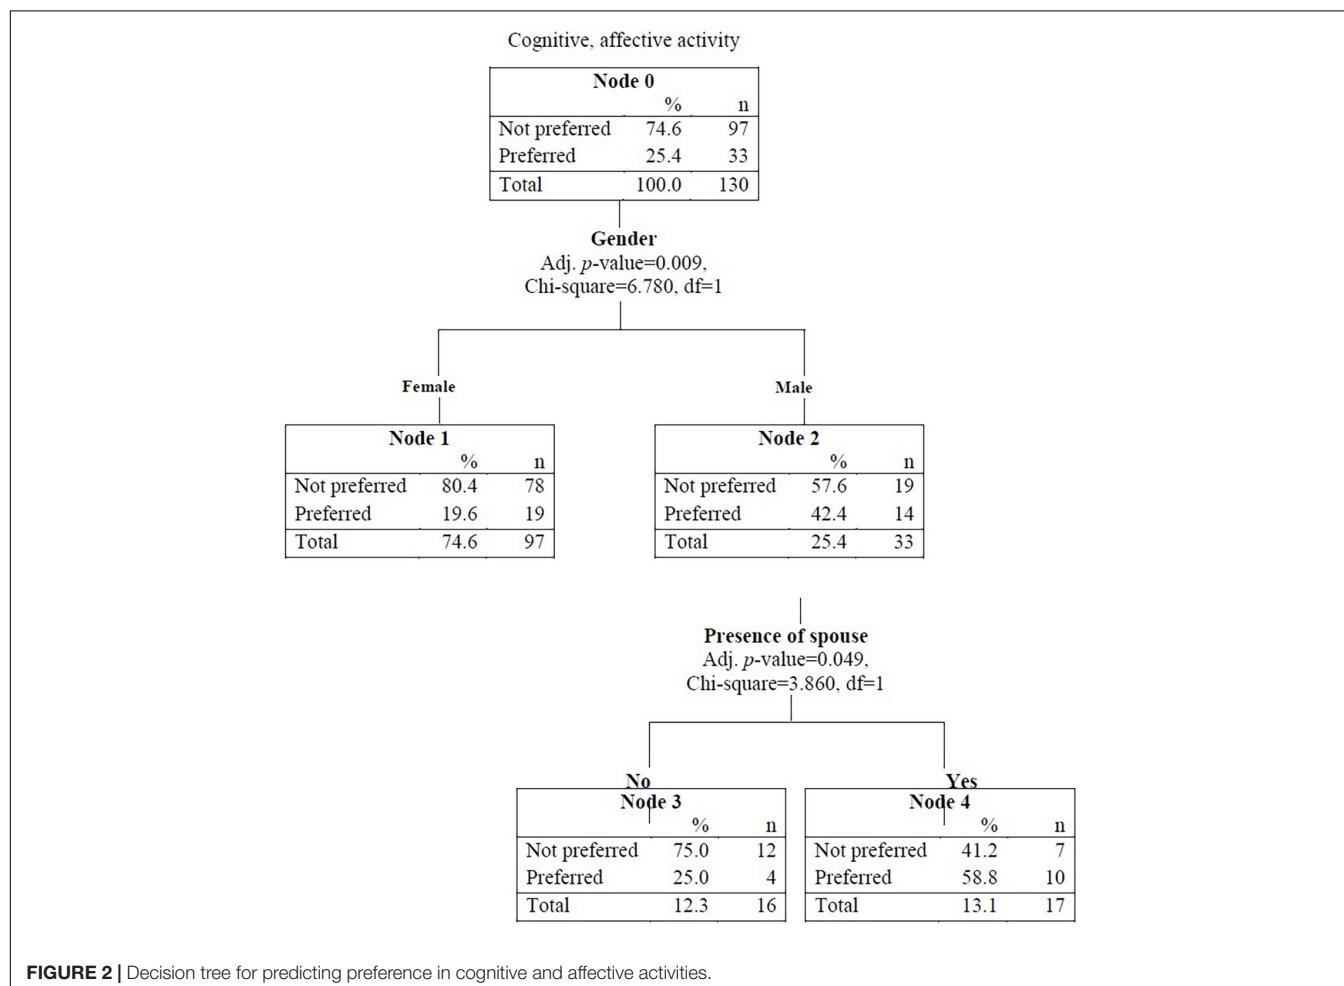 Cognitive, affective activity
Node 0
% n
Not preferred 74.6 97
Preferred 25.4 33
Total 100.0 130
Gender
Adj. p-value=0.009,
Chi-square=6.780, df=1
Female
Male
Node 1
% n
Not preferred 80.4 78
Preferred 19.6 19
Total 74.6 97
Node 2
% n
Not preferred 57.6 19
Preferred 42.4 14
Total 25.4 33
Presence of spouse
Adj. p-value=0.049,
Chi-square=3.860, df=1
No
Yes
Node 3
% n
Not preferred 75.0 12
Preferred 25.0 4
Total 12.3 16
Node 4
% n
Not preferred 41.2 7
Preferred 58.8 10
Total 13.1 17
FIGURE 2 | Decision tree for predicting preference in cognitive and affective activities.